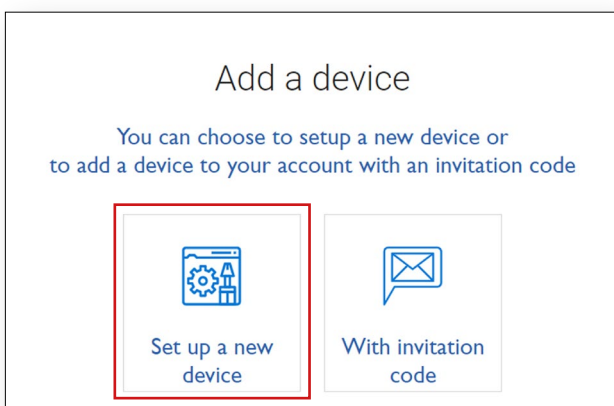 Add a device
You can choose to setup a new device or
to add a device to your account with an invitation code
Set up a new
device
With invitation
code